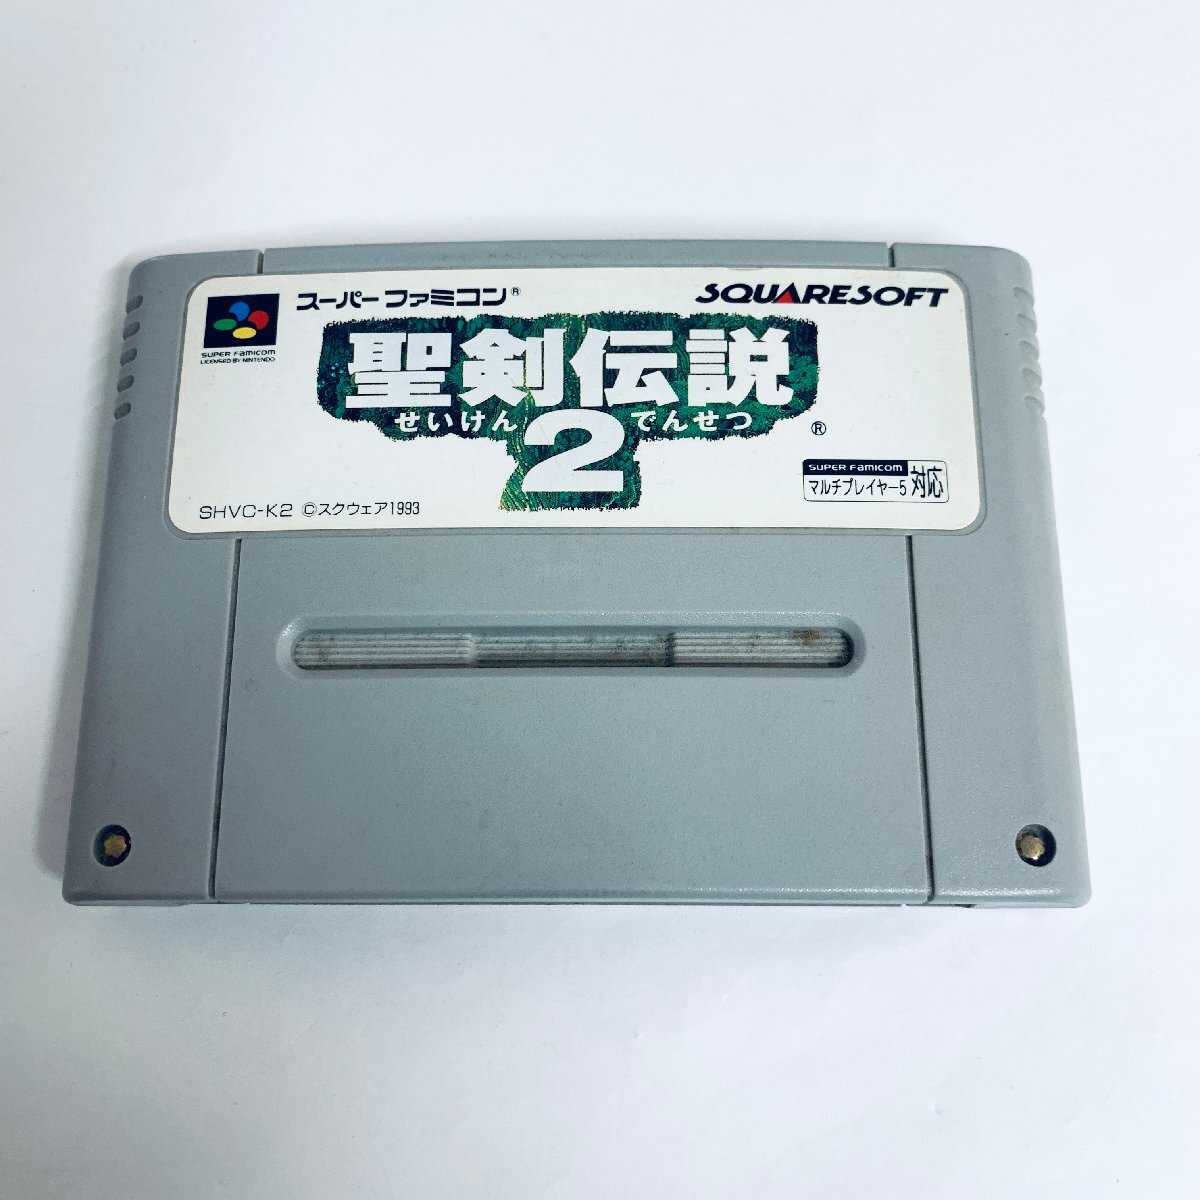 スーパーファミコン®
SQUARESOFT
SUPER FAMICOM
LICENSED BY NINTENDO
聖剣伝説
せいけん でんせつ
2
®
SUPER FAMICOM
マルチプレイヤー5 対応
SHVC-K2 ©スクウェア1993